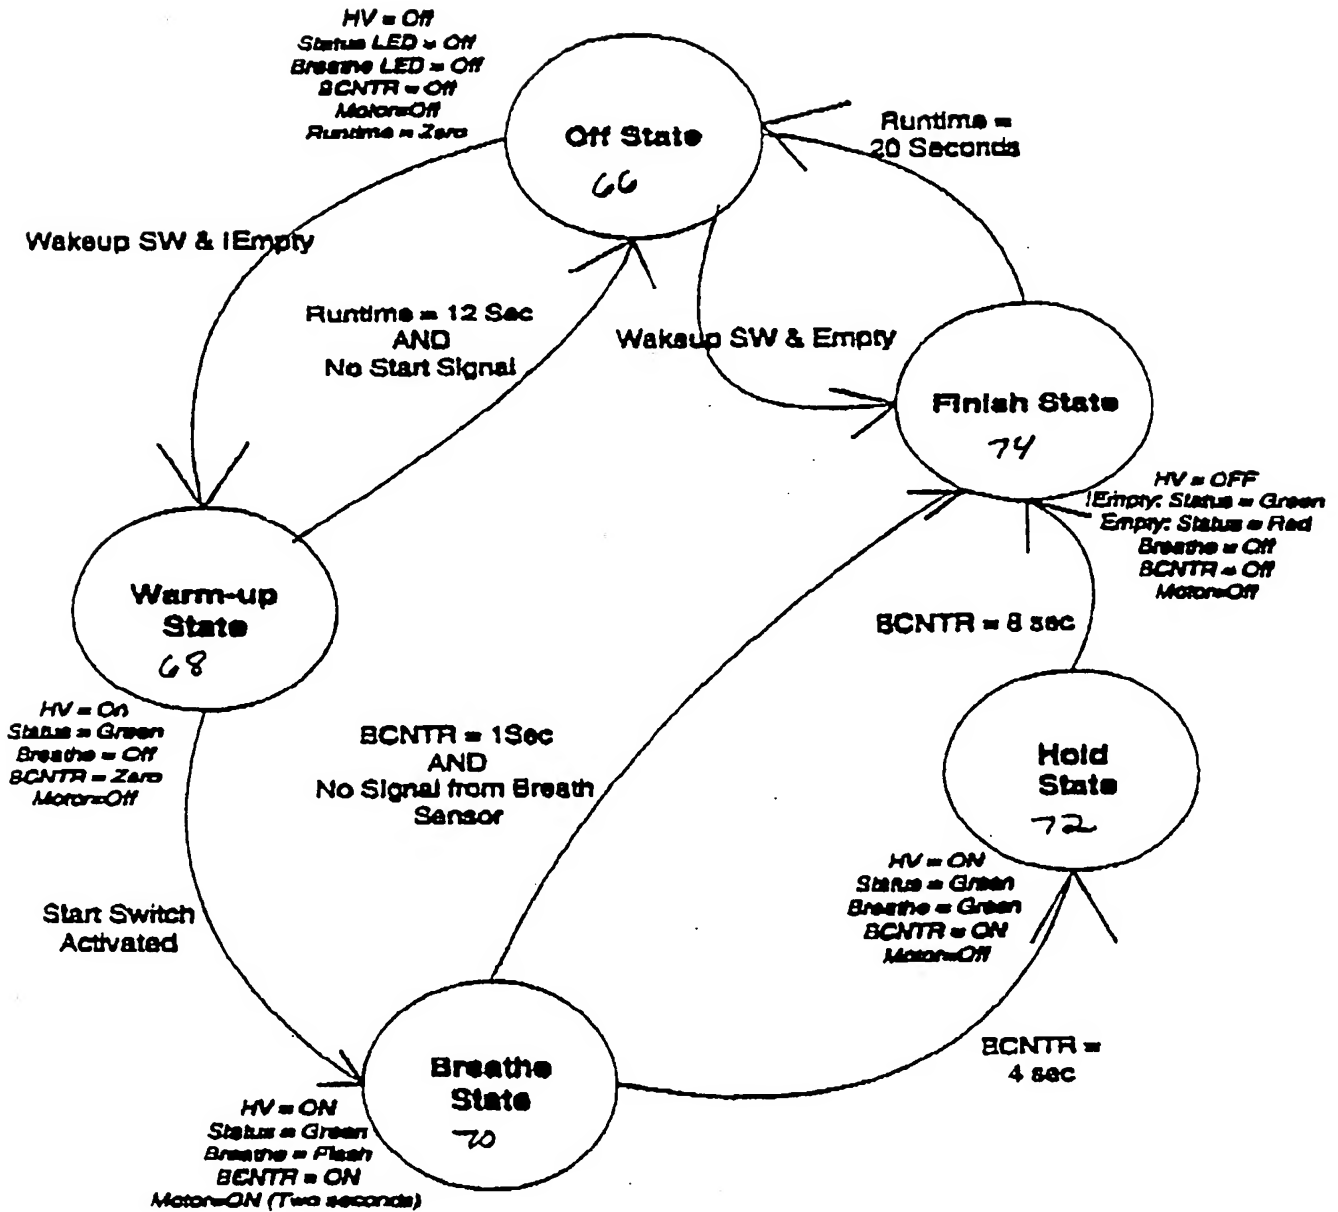 HV = Off
Status LED = Off
Breathe LED = Off
BCNTR = Off
Motor=Off
Runtime = Zero
Off State
66
Runtime =
20 Seconds
Wakeup SW & !Empty
Runtime = 12 Sec
AND
No Start Signal
Wakeup SW & Empty
Finish State
74
HV = OFF
!Empty: Status = Green
Empty: Status = Red
Breathe = Off
BCNTR = Off
Motor=Off
Warm-up
State
68
HV = On
Status = Green
Breathe = Off
BCNTR = Zero
Motor=Off
BCNTR = 8 sec
BCNTR = 1Sec
AND
No Signal from Breath
Sensor
Hold
State
72
HV = ON
Status = Green
Breathe = Green
BCNTR = ON
Motor=Off
Start Switch
Activated
BCNTR =
4 sec
Breathe
State
70
HV = ON
Status = Green
Breathe = Flash
BCNTR = ON
Motor=ON (Two seconds)